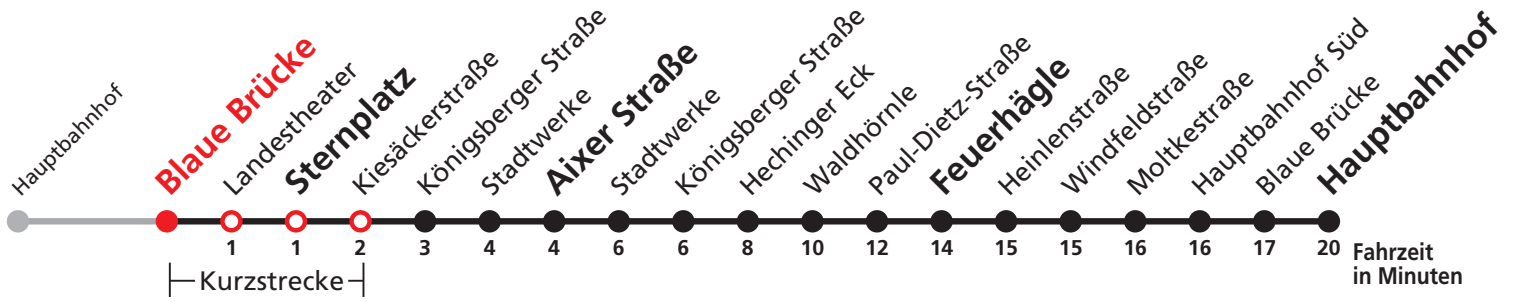 Hauptbahnhof
Blaue Brücke
Landestheater
Sternplatz
Kiesäckerstraße
Königsberger Straße
Stadtwerke
Aixer Straße
Stadtwerke
Königsberger Straße
Hechinger Eck
Waldhörnle
Paul-Dietz-Straße
Feuerhägle
Heinlenstraße
Windfeldstraße
Moltkestraße
Hauptbahnhof Süd
Blaue Brücke
Hauptbahnhof
1 1 2 3 4 4 6 6 8 10 12 14 15 15 16 16 17 20
Fahrzeit
in Minuten
Kurzstrecke